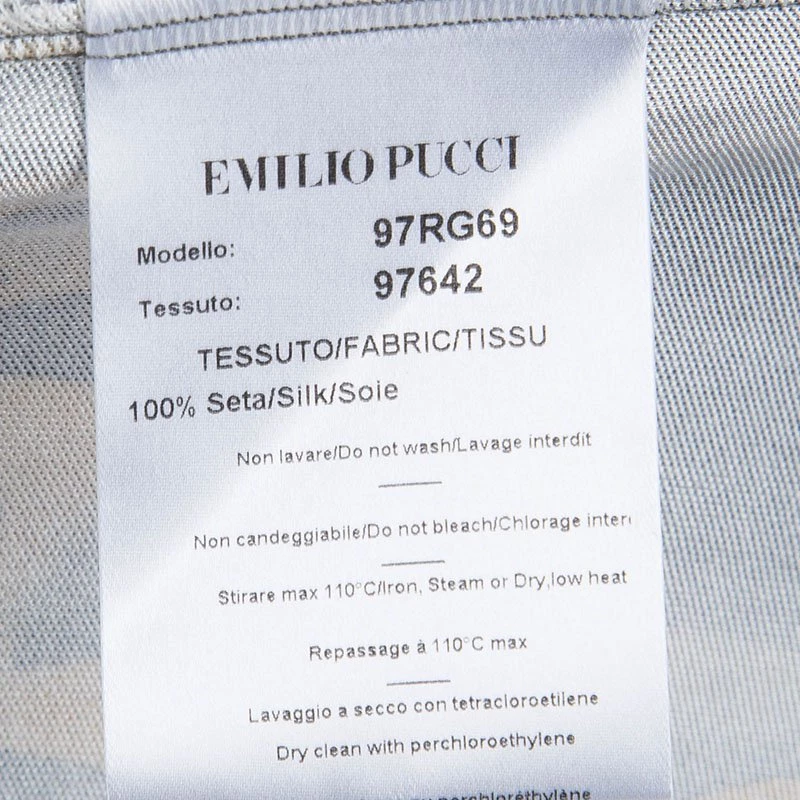 EMILIO PUCCI
Modello: 97RG69
Tessuto: 97642
TESSUTO/FABRIC/TISSU
100% Seta/Silk/Soie
Non lavare/Do not wash/Lavage interdit
Non candeggiabile/Do not bleach/Chlorage inter
Stirare max 110°C/Iron, Steam or Dry,low heat
Repassage à 110°C max
Lavaggio a secco con tetracloroetilene
Dry clean with perchloroethylene
perchloréthylène